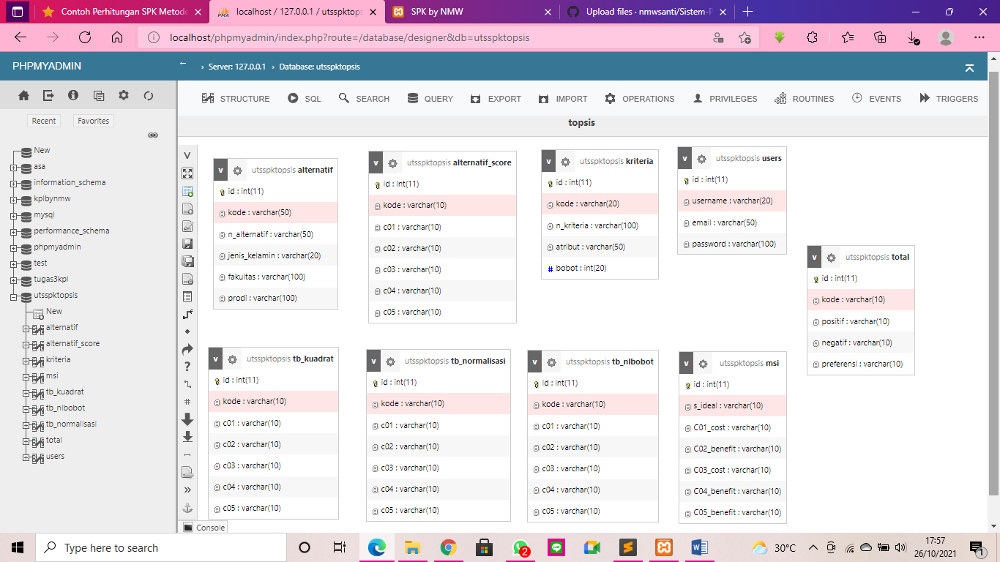 Contoh Perhitungan SPK Metode
localhost / 127.0.0.1 / utsspktops
SPK by NMW
Upload files · nmwsanti/Sistem-P
localhost/phpmyadmin/index.php?route=/database/designer&db=utsspktopsis
PHPMYADMIN
Server: 127.0.0.1 › Database: utsspktopsis
STRUCTURE SQL SEARCH QUERY EXPORT IMPORT OPERATIONS PRIVILEGES ROUTINES EVENTS TRIGGERS
Recent Favorites
New
asa
information_schema
kplbynmw
mysql
performance_schema
phpmyadmin
test
tugas3kpl
utsspktopsis
New
alternatif
alternatif_score
kriteria
msi
tb_kuadrat
tb_nlbobot
tb_normalisasi
total
users
topsis
v utsspktopsis alternatif
id : int(11)
kode : varchar(50)
n_alternatif : varchar(50)
jenis_kelamin : varchar(20)
fakultas : varchar(100)
prodi : varchar(100)
v utsspktopsis alternatif_score
id : int(11)
kode : varchar(10)
c01 : varchar(10)
c02 : varchar(10)
c03 : varchar(10)
c04 : varchar(10)
c05 : varchar(10)
v utsspktopsis kriteria
id : int(11)
kode : varchar(20)
n_kriteria : varchar(100)
atribut : varchar(50)
# bobot : int(20)
v utsspktopsis users
id : int(11)
username : varchar(20)
email : varchar(50)
password : varchar(100)
v utsspktopsis total
id : int(11)
kode : varchar(10)
positif : varchar(10)
negatif : varchar(10)
preferensi : varchar(10)
v utsspktopsis tb_kuadrat
id : int(11)
kode : varchar(10)
c01 : varchar(10)
c02 : varchar(10)
c03 : varchar(10)
c04 : varchar(10)
c05 : varchar(10)
v utsspktopsis tb_normalisasi
id : int(11)
kode : varchar(10)
c01 : varchar(10)
c02 : varchar(10)
c03 : varchar(10)
c04 : varchar(10)
c05 : varchar(10)
v utsspktopsis tb_nlbobot
id : int(11)
kode : varchar(10)
c01 : varchar(10)
c02 : varchar(10)
c03 : varchar(10)
c04 : varchar(10)
c05 : varchar(10)
v utsspktopsis msi
id : int(11)
s_ideal : varchar(10)
C01_cost : varchar(10)
C02_benefit : varchar(10)
C03_cost : varchar(10)
C04_benefit : varchar(10)
C05_benefit : varchar(10)
Console
Type here to search
2
LINE
30°C
17:57
26/10/2021
1